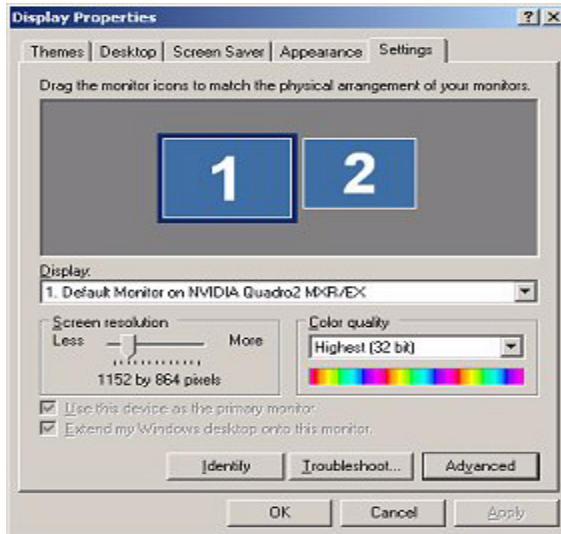 Display Properties
Themes Desktop Screen Saver Appearance Settings
Drag the monitor icons to match the physical arrangement of your monitors.
1 2
Display:
1. Default Monitor on NVIDIA Quadro2 MXR/EX
Screen resolution
Less More
1152 by 864 pixels
Color quality
Highest (32 bit)
Use this device as the primary monitor.
Extend my Windows desktop onto this monitor.
Identify Troubleshoot... Advanced
OK Cancel Apply